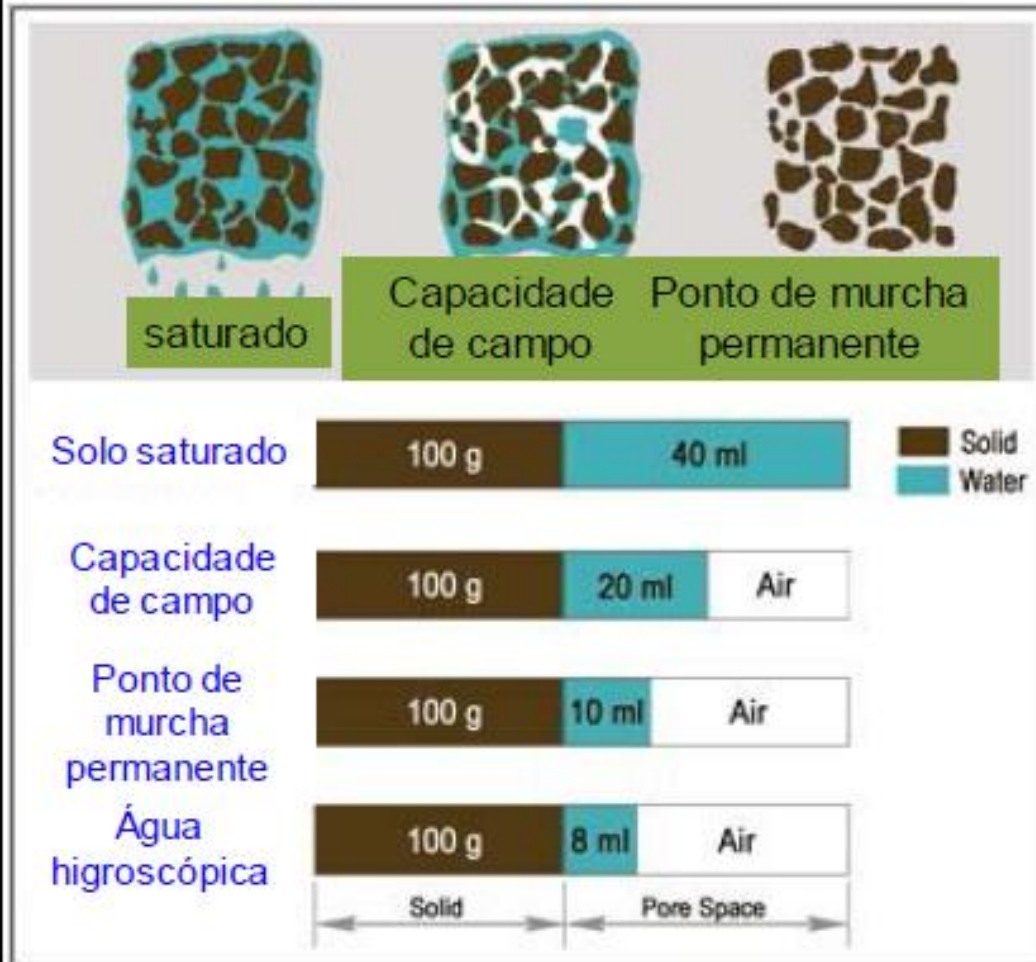 saturado
Capacidade
de campo
Ponto de murcha
permanente
Solo saturado
100 g
40 ml
Solid
Water
Capacidade
de campo
100 g
20 ml
Air
Ponto de
murcha
permanente
100 g
10 ml
Air
Água
higroscópica
100 g
8 ml
Air
Solid
Pore Space